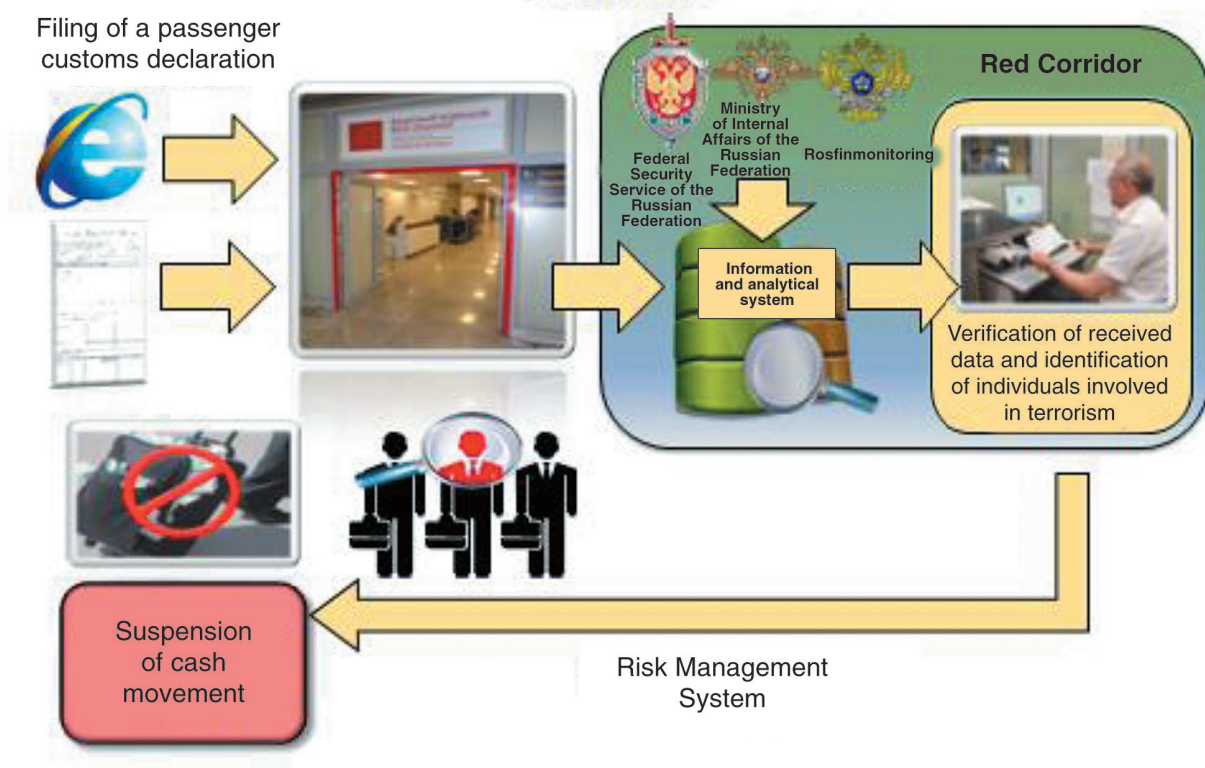 Filing of a passenger
customs declaration
Red Corridor
Federal
Security
Service of the
Russian
Federation
Ministry
of Internal
Affairs of the
Russian
Federation
Rosfinmonitoring
Information
and analytical
system
Verification of received
data and identification
of individuals involved
in terrorism
Suspension
of cash
movement
Risk Management
System